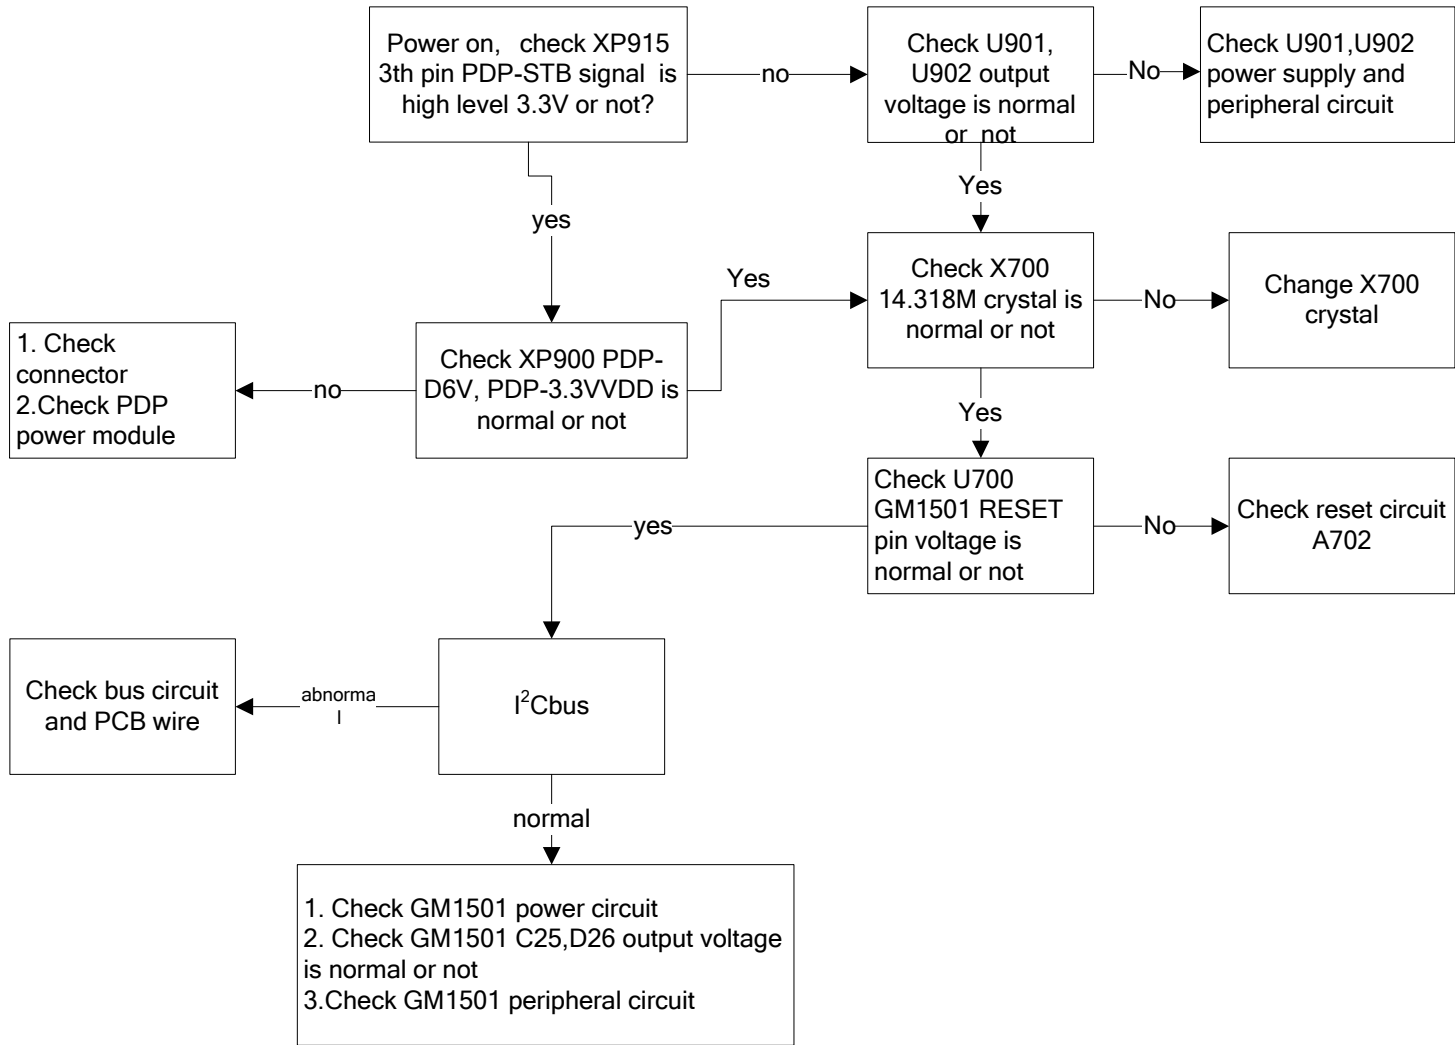 Power on, check XP915
3th pin PDP-STB signal is
high level 3.3V or not?
no
Check U901,
U902 output
voltage is normal
or not
No
Check U901,U902
power supply and
peripheral circuit
yes
Yes
Check XP900 PDP-
D6V, PDP-3.3VVDD is
normal or not
no
1. Check
connector
2.Check PDP
power module
Yes
Check X700
14.318M crystal is
normal or not
No
Change X700
crystal
Yes
Check U700
GM1501 RESET
pin voltage is
normal or not
No
Check reset circuit
A702
yes
I²Cbus
abnorma
l
Check bus circuit
and PCB wire
normal
1. Check GM1501 power circuit
2. Check GM1501 C25,D26 output voltage
is normal or not
3.Check GM1501 peripheral circuit